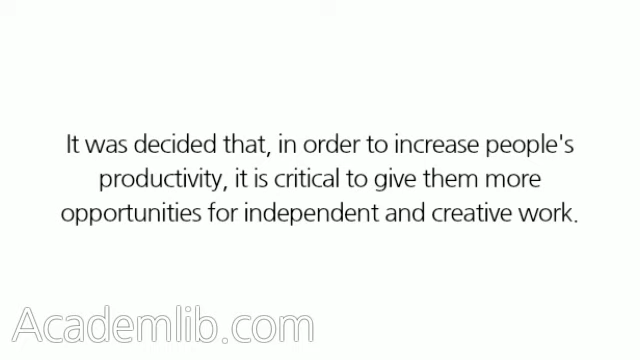 It was decided that, in order to increase people's
productivity, it is critical to give them more
opportunities for independent and creative work.
Academlib.com